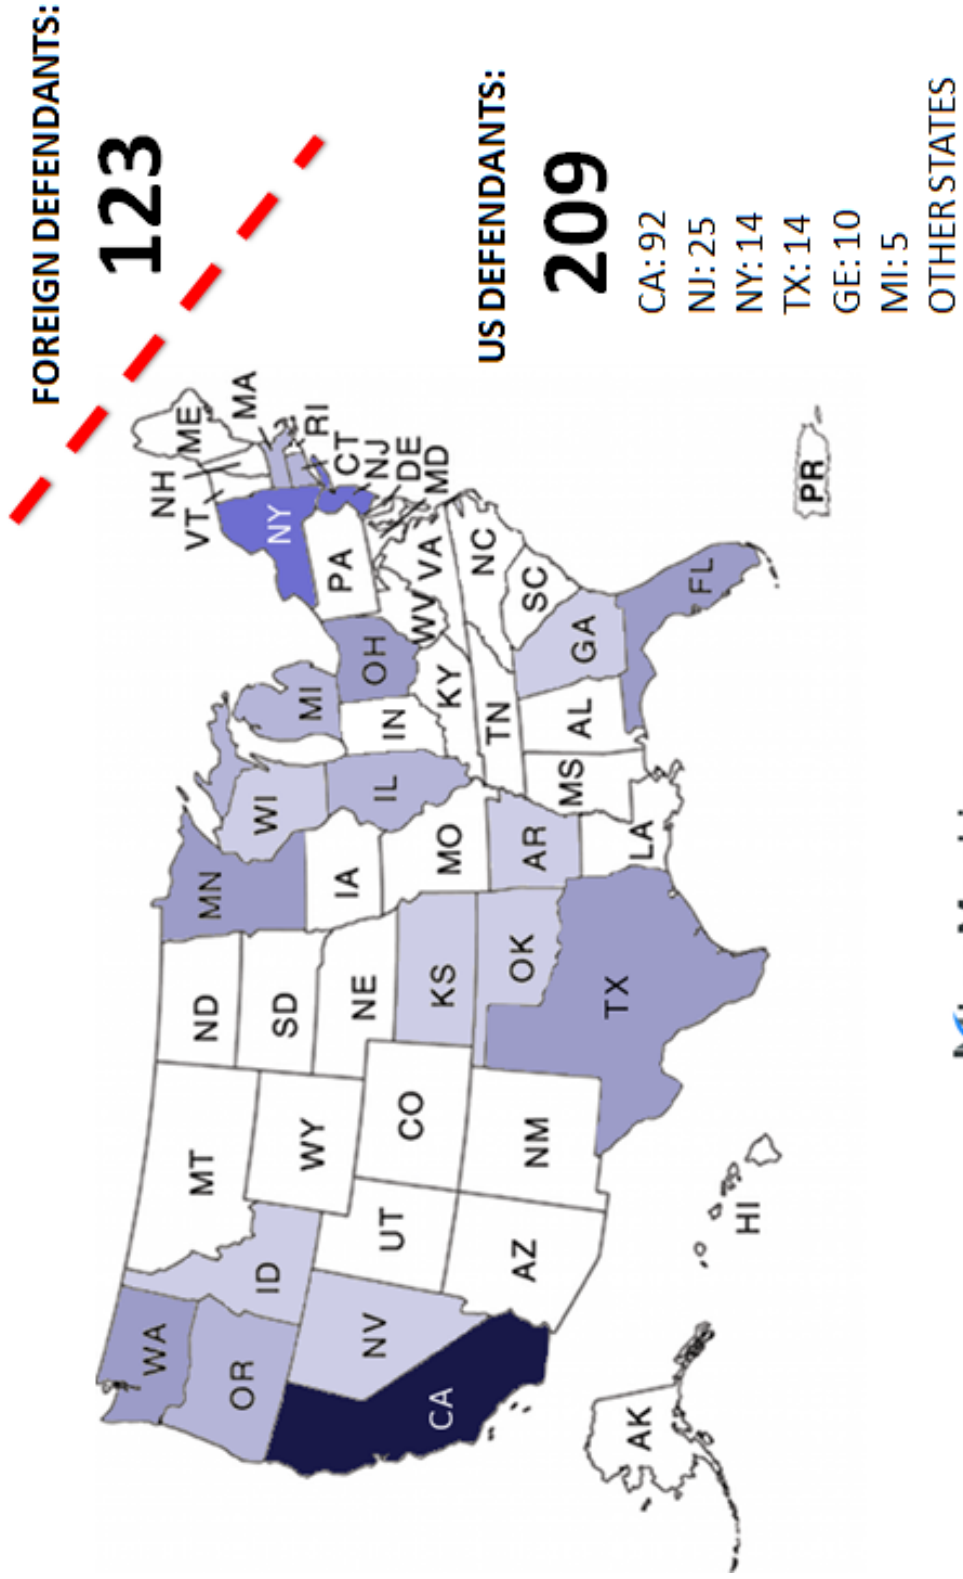 FOREIGN DEFENDANTS:
123
US DEFENDANTS:
209
CA: 92
NJ: 25
NY: 14
TX: 14
GE: 10
MI: 5
OTHER STATES
WA
OR
CA
NV
ID
MT
WY
UT
AZ
CO
NM
ND
SD
NE
KS
OK
TX
MN
IA
MO
AR
LA
WI
IL
MS
MI
IN
KY
TN
AL
OH
WV
GA
FL
PA
VA
NC
SC
NY
VT
NH
ME
MA
RI
CT
NJ
DE
MD
AK
HI
PR